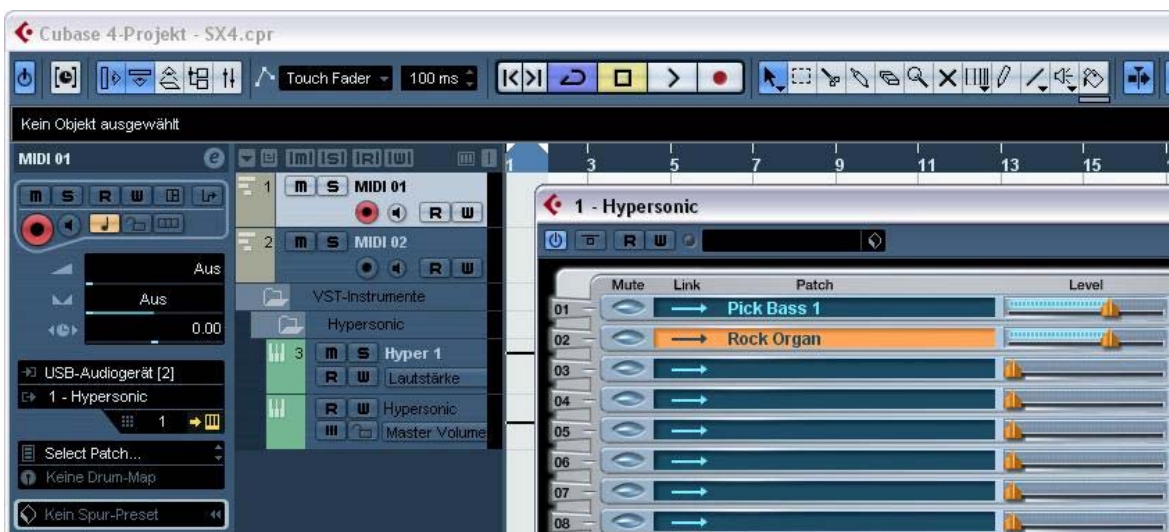 Cubase 4-Projekt - SX4.cpr
Touch Fader 100 ms
Kein Objekt ausgewählt
MIDI 01
m S R W
Aus
Aus
0.00
USB-Audiogerät [2]
1 - Hypersonic
1
Select Patch...
Keine Drum-Map
Kein Spur-Preset
m S R W
1 m S MIDI 01
R W
2 m S MIDI 02
R W
VST-Instrumente
Hypersonic
3 m S Hyper 1
R W Lautstärke
R W Hypersonic
Master Volume
1 3 5 7 9 11 13 15
1 - Hypersonic
R W
Mute Link Patch Level
01 Pick Bass 1
02 Rock Organ
03
04
05
06
07
08